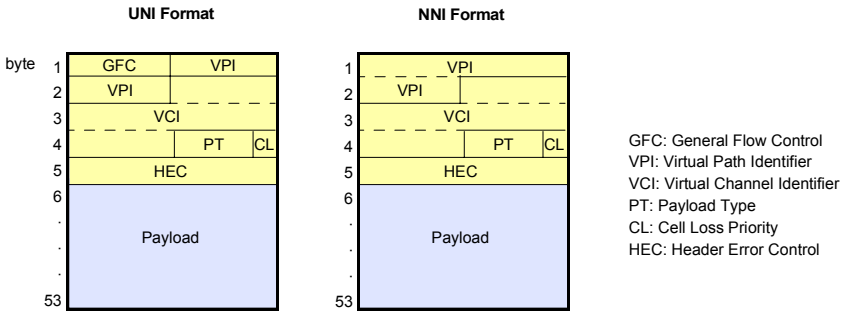 UNI Format
NNI Format
byte
1 GFC VPI
2 VPI
3 VCI
4 PT CL
5 HEC
6
.
. Payload
.
53
1 VPI
2 VPI
3 VCI
4 PT CL
5 HEC
6
.
. Payload
.
53
GFC: General Flow Control
VPI: Virtual Path Identifier
VCI: Virtual Channel Identifier
PT: Payload Type
CL: Cell Loss Priority
HEC: Header Error Control